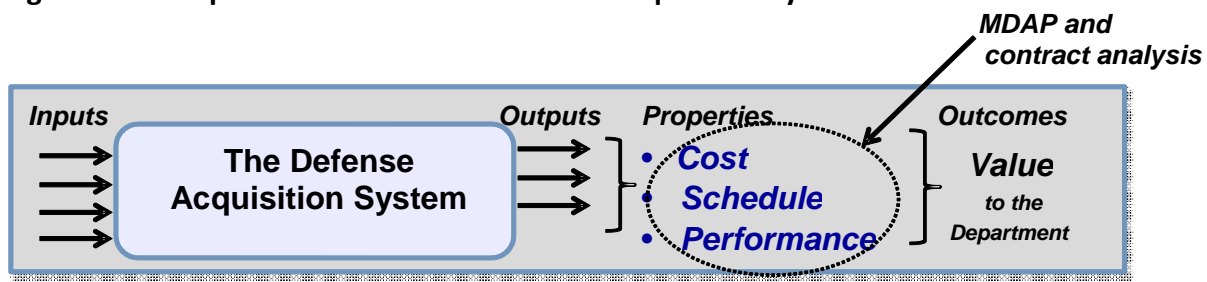 MDAP and
contract analysis
Inputs
Outputs
Properties
Outcomes
The Defense
Acquisition System
• Cost
• Schedule
• Performance
Value
to the
Department